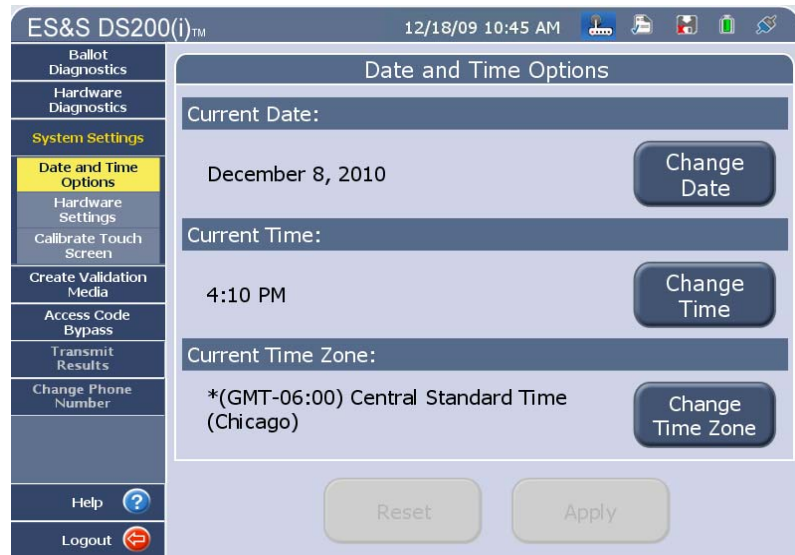 ES&S DS200(i)TM 12/18/09 10:45 AM
Ballot
Diagnostics
Hardware
Diagnostics
System Settings
Date and Time
Options
Hardware
Settings
Calibrate Touch
Screen
Create Validation
Media
Access Code
Bypass
Transmit
Results
Change Phone
Number
Help ?
Logout
Date and Time Options
Current Date:
December 8, 2010
Change
Date
Current Time:
4:10 PM
Change
Time
Current Time Zone:
*(GMT-06:00) Central Standard Time
(Chicago)
Change
Time Zone
Reset
Apply